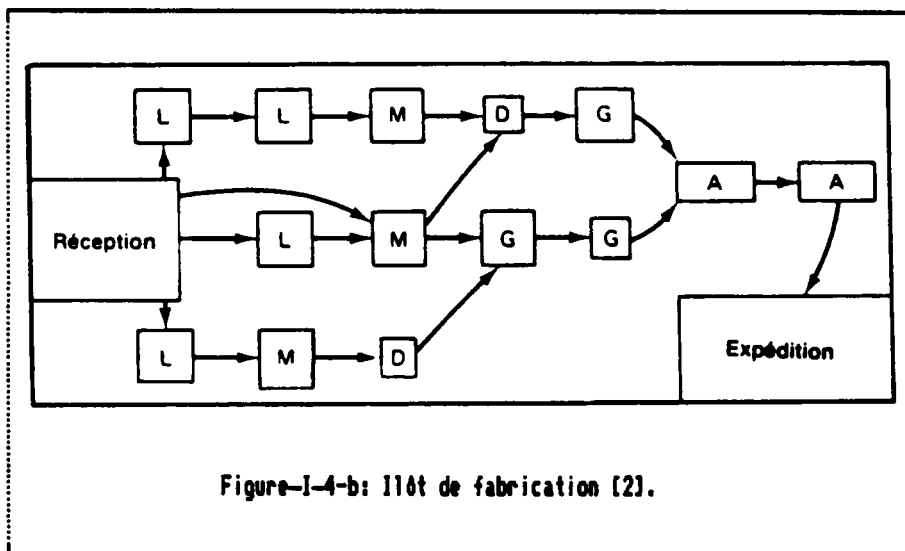 L L M D G
A A
Réception L M G G
L M D
Expédition
Figure-I-4-b: Ilôt de fabrication [2].